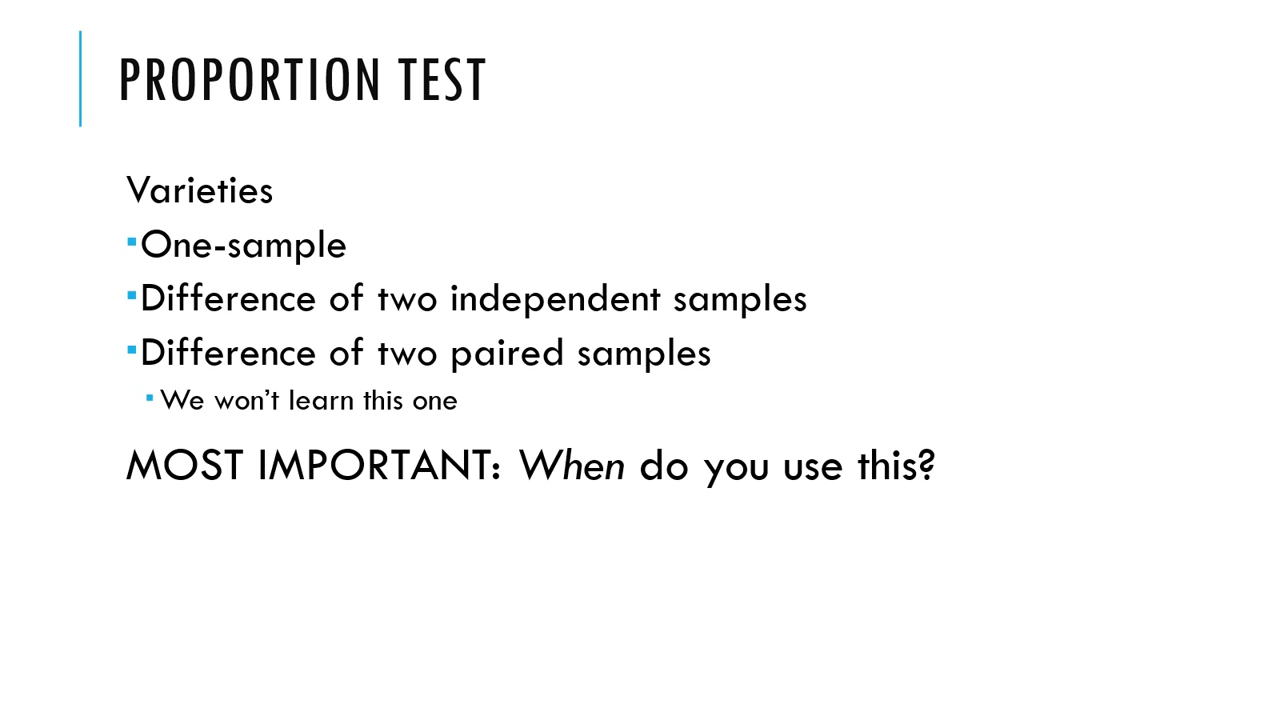 PROPORTION TEST
Varieties
▪One-sample
▪Difference of two independent samples
▪Difference of two paired samples
▪We won’t learn this one
MOST IMPORTANT: When do you use this?